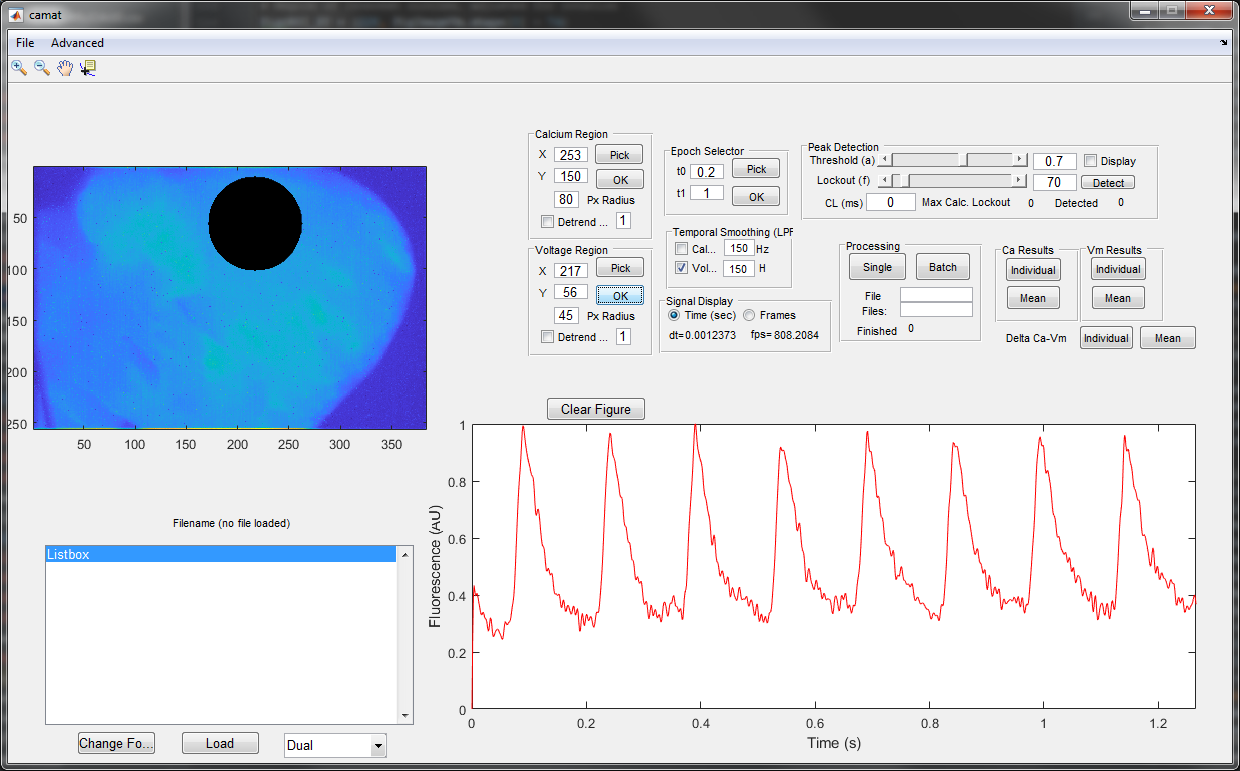 camat
File Advanced
Calcium Region
X 253 Pick
Y 150 OK
80 Px Radius
Detrend ... 1
Voltage Region
X 217 Pick
Y 56 OK
45 Px Radius
Detrend ... 1
Epoch Selector
t0 0.2 Pick
t1 1 OK
Temporal Smoothing (LPF
Cal... 150 Hz
Vol... 150 H
Signal Display
Time (sec) Frames
dt=0.0012373 fps= 808.2084
Peak Detection
Threshold (a) 0.7 Display
Lockout (f) 70 Detect
CL (ms) 0 Max Calc. Lockout 0 Detected 0
Processing
Single Batch
File
Files:
Finished 0
Ca Results
Individual
Mean
Vm Results
Individual
Mean
Delta Ca-Vm Individual Mean
50
100
150
200
250
50 100 150 200 250 300 350
Filename (no file loaded)
Listbox
Change Fo... Load Dual
Clear Figure
1
0.8
0.6
0.4
0.2
0
Fluorescence (AU)
0 0.2 0.4 0.6 0.8 1 1.2
Time (s)